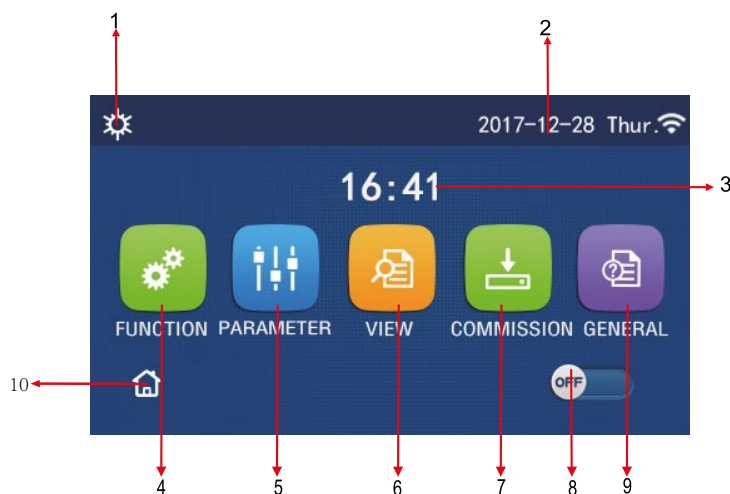 1
2
2017-12-28 Thur.
16:41
3
FUNCTION PARAMETER VIEW COMMISSION GENERAL
10
OFF
4 5 6 7 8 9